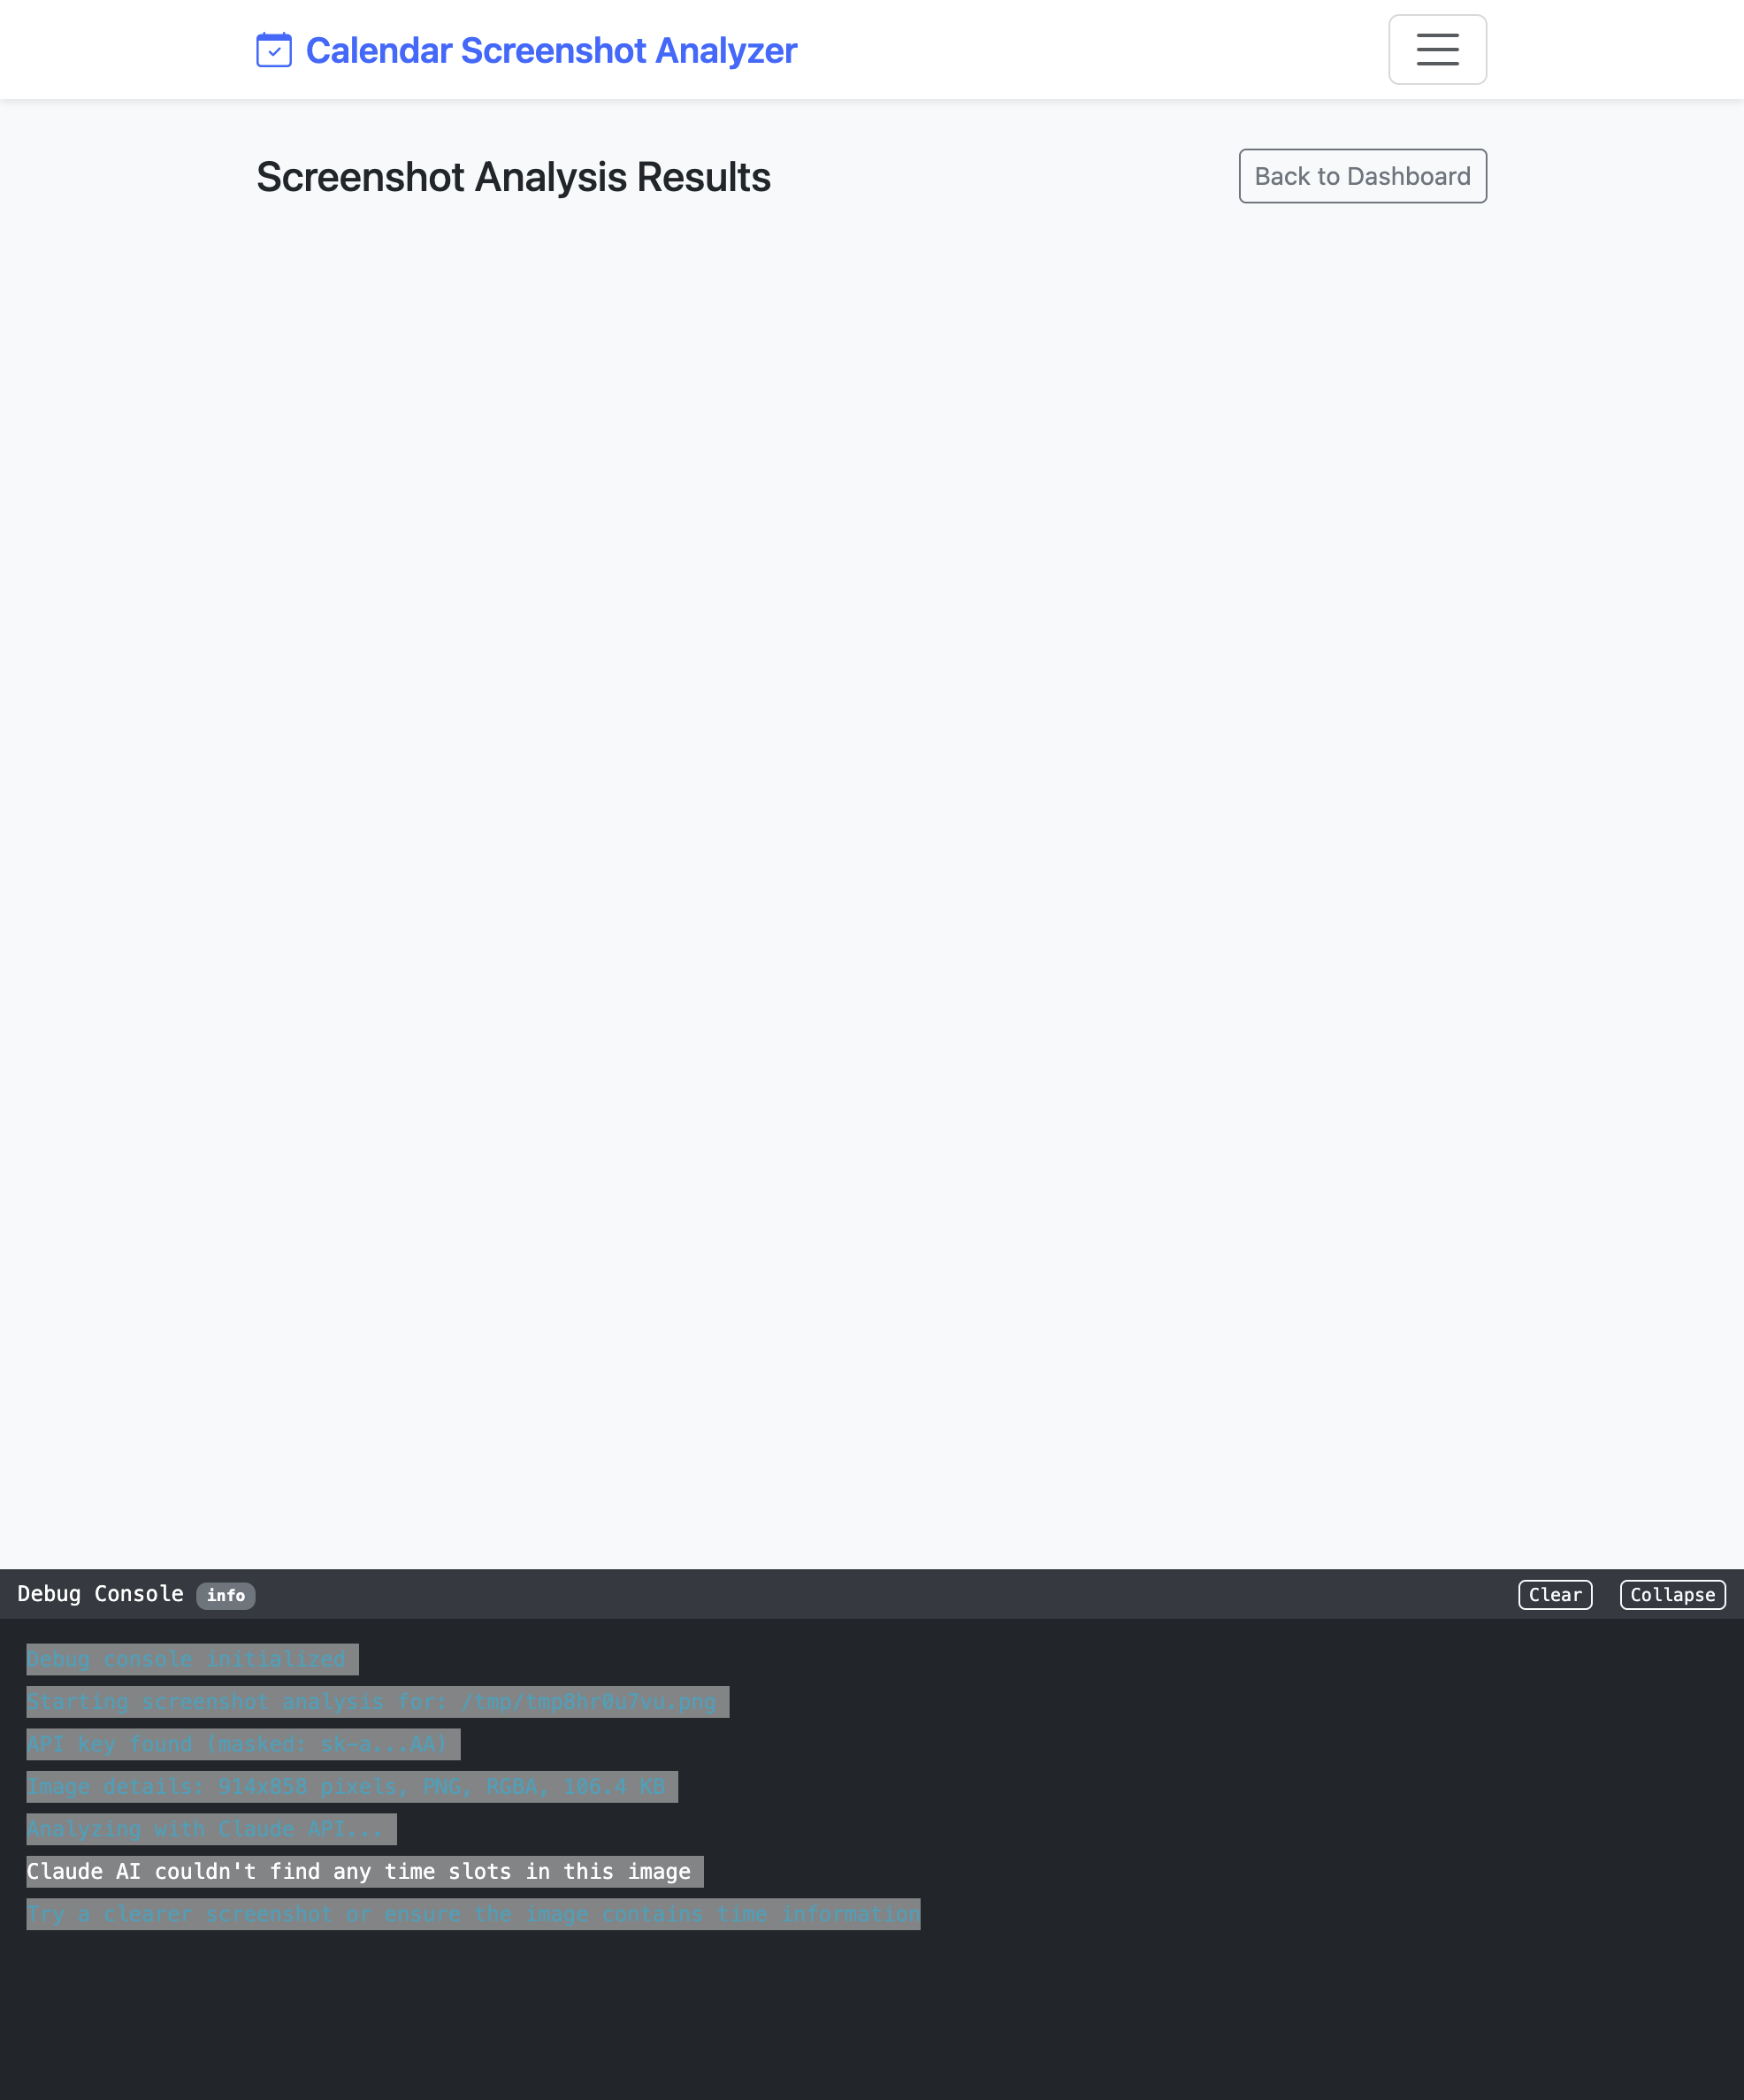 Calendar Screenshot Analyzer
Screenshot Analysis Results
Back to Dashboard
Debug Console info
Clear
Collapse
Debug console initialized
Starting screenshot analysis for: /tmp/tmp8hr0u7vu.png
API key found (masked: sk-a...AA)
Image details: 914x858 pixels, PNG, RGBA, 106.4 KB
Analyzing with Claude API...
Claude AI couldn't find any time slots in this image
Try a clearer screenshot or ensure the image contains time information